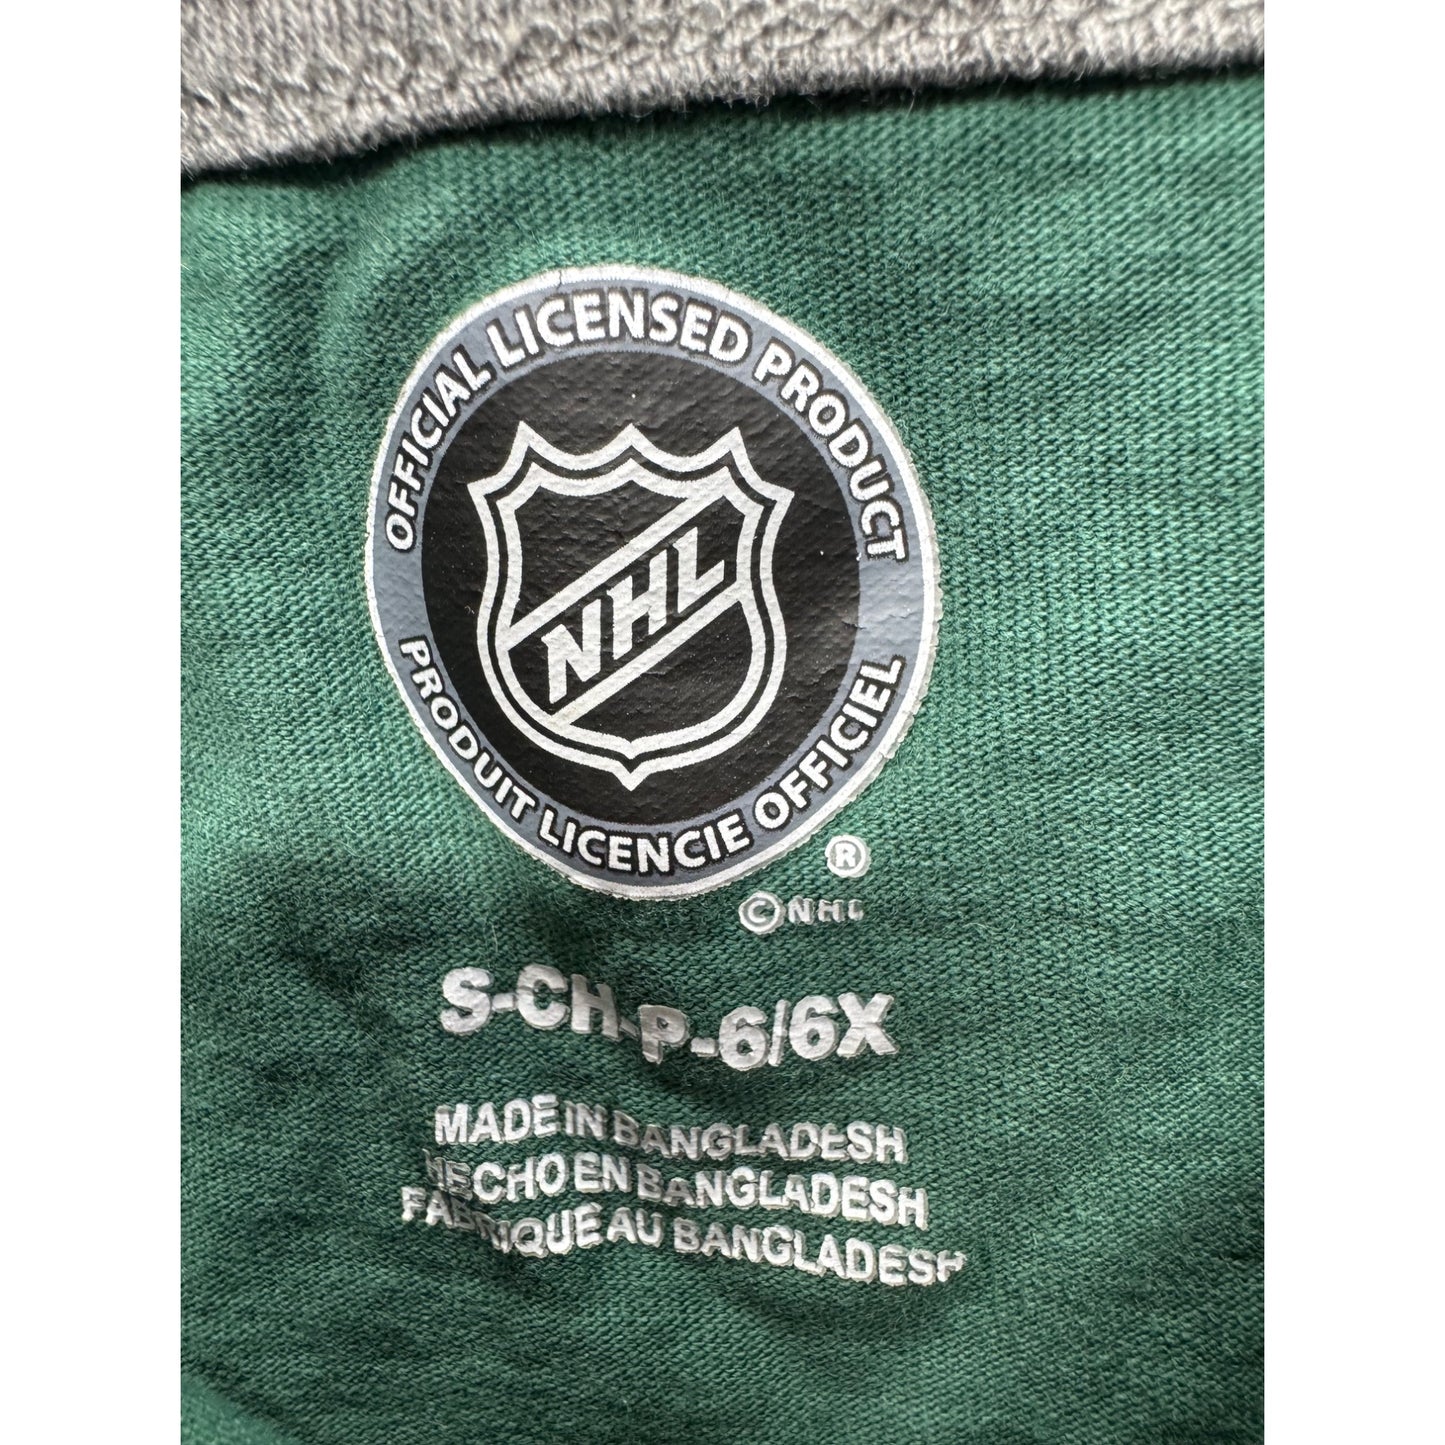 OFFICIAL LICENSED PRODUCT
NHL
PRODUIT LICENCIE OFFICIEL
®
©NHL
S-CH-P-6/6X
MADE IN BANGLADESH
HECHO EN BANGLADESH
FABRIQUE AU BANGLADESH